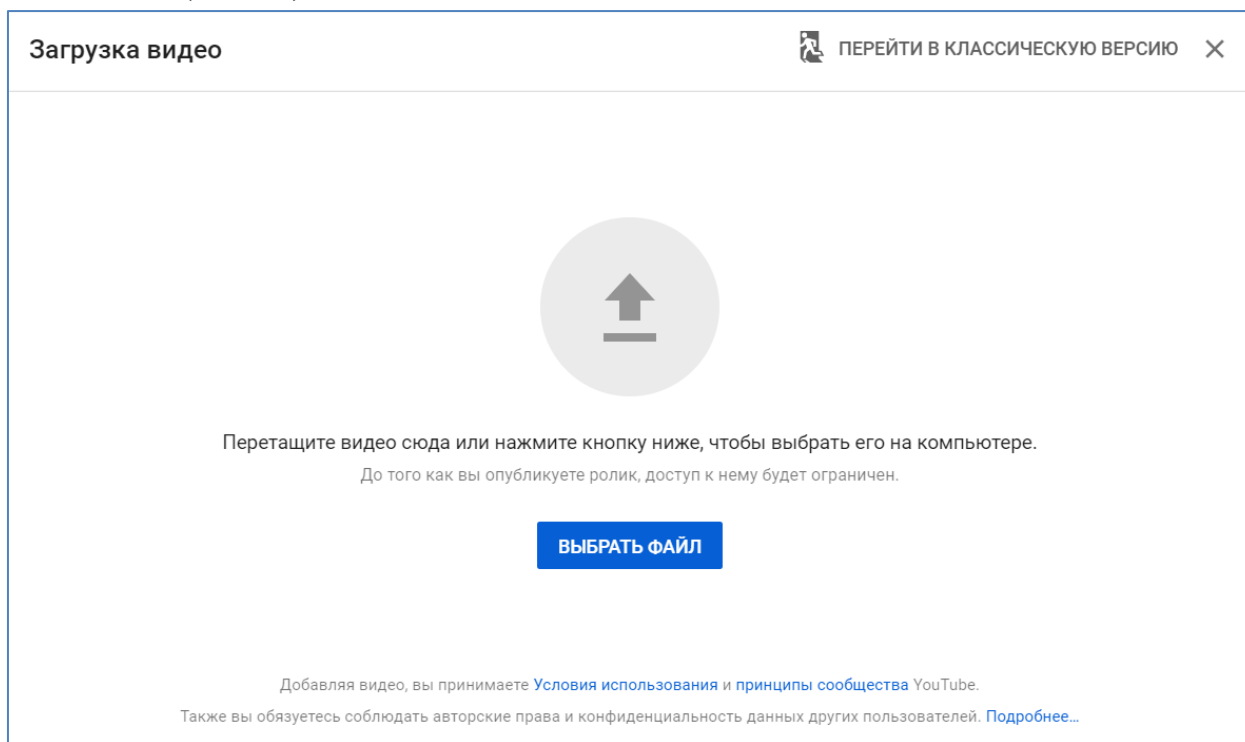 Загрузка видео
ПЕРЕЙТИ В КЛАССИЧЕСКУЮ ВЕРСИЮ
Перетащите видео сюда или нажмите кнопку ниже, чтобы выбрать его на компьютере.
До того как вы опубликуете ролик, доступ к нему будет ограничен.
ВЫБРАТЬ ФАЙЛ
Добавляя видео, вы принимаете Условия использования и принципы сообщества YouTube.
Также вы обязуетесь соблюдать авторские права и конфиденциальность данных других пользователей. Подробнее…